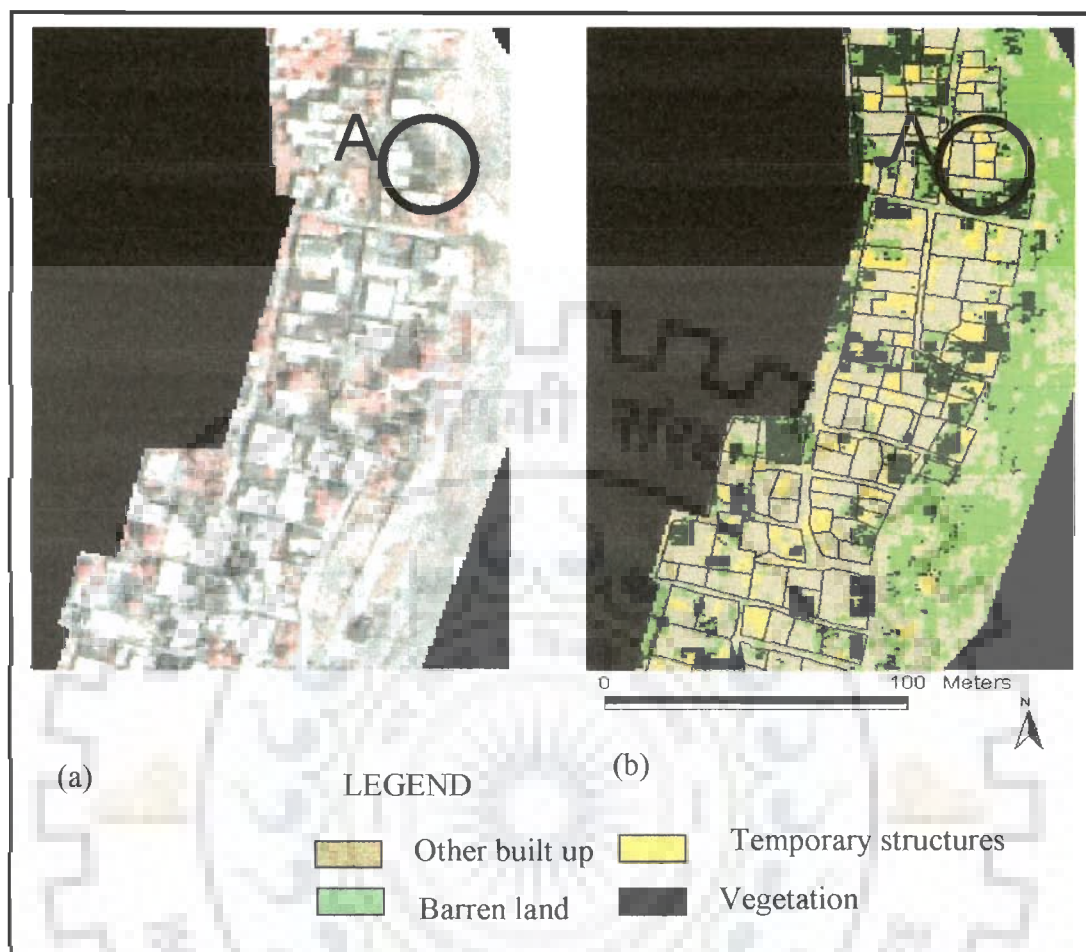 A A
0 100 Meters
N
(a) (b)
LEGEND
Other built up Temporary structures
Barren land Vegetation